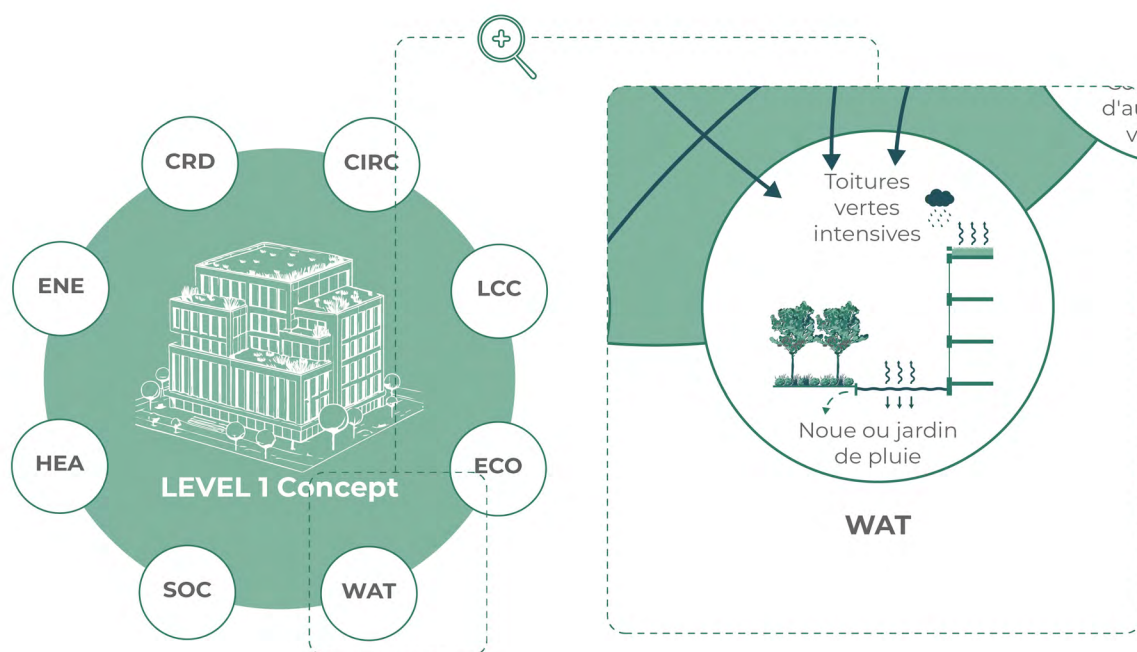 CRD
CIRC
ENE
LCC
HEA
ECO
LEVEL 1 Concept
SOC
WAT
Toitures
vertes
intensives
Noue ou jardin
de pluie
WAT